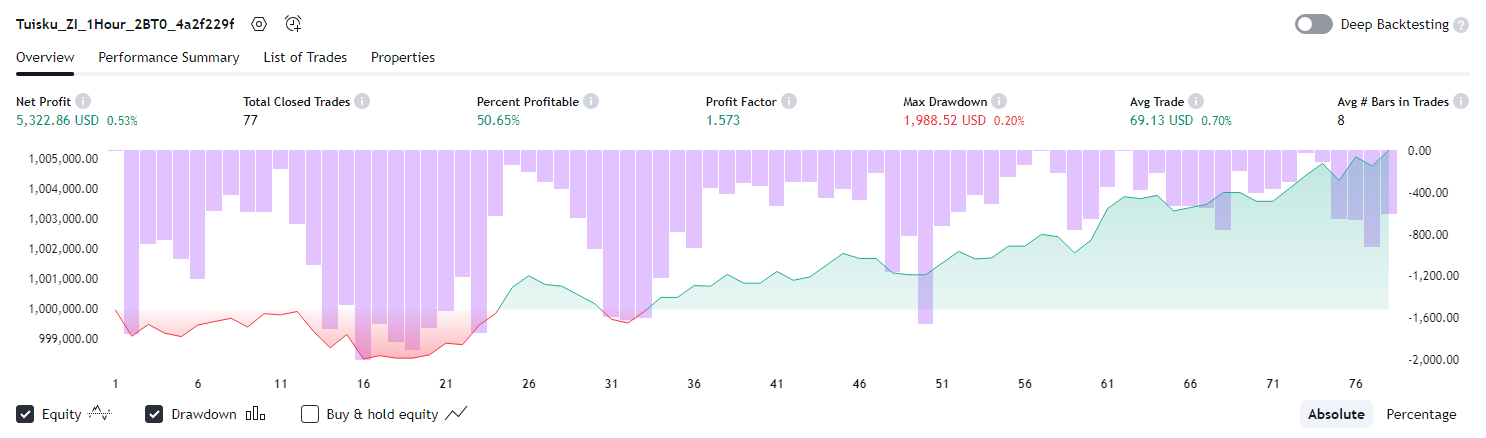 Tuisku_ZI_1Hour_2BT0_4a2f229f Deep Backtesting ?
Overview Performance Summary List of Trades Properties
Net Profit i Total Closed Trades i Percent Profitable i Profit Factor i Max Drawdown i Avg Trade i Avg # Bars in Trades i
5,322.86 USD 0.53% 77 50.65% 1.573 1,988.52 USD 0.20% 69.13 USD 0.70% 8
1,005,000.00 0.00
1,004,000.00 -400.00
1,003,000.00 -800.00
1,002,000.00 -1,200.00
1,001,000.00 -1,600.00
1,000,000.00 -2,000.00
999,000.00
1 6 11 16 21 26 31 36 41 46 51 56 61 66 71 76
Equity Drawdown Buy & hold equity Absolute Percentage